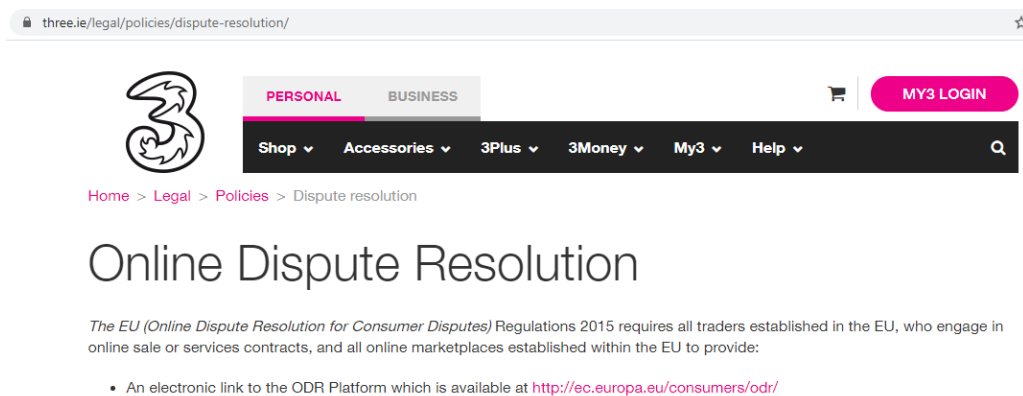 three.ie/legal/policies/dispute-resolution/
PERSONAL BUSINESS
MY3 LOGIN
Shop Accessories 3Plus 3Money My3 Help
Home > Legal > Policies > Dispute resolution
Online Dispute Resolution
The EU (Online Dispute Resolution for Consumer Disputes) Regulations 2015 requires all traders established in the EU, who engage in
online sale or services contracts, and all online marketplaces established within the EU to provide:
• An electronic link to the ODR Platform which is available at http://ec.europa.eu/consumers/odr/